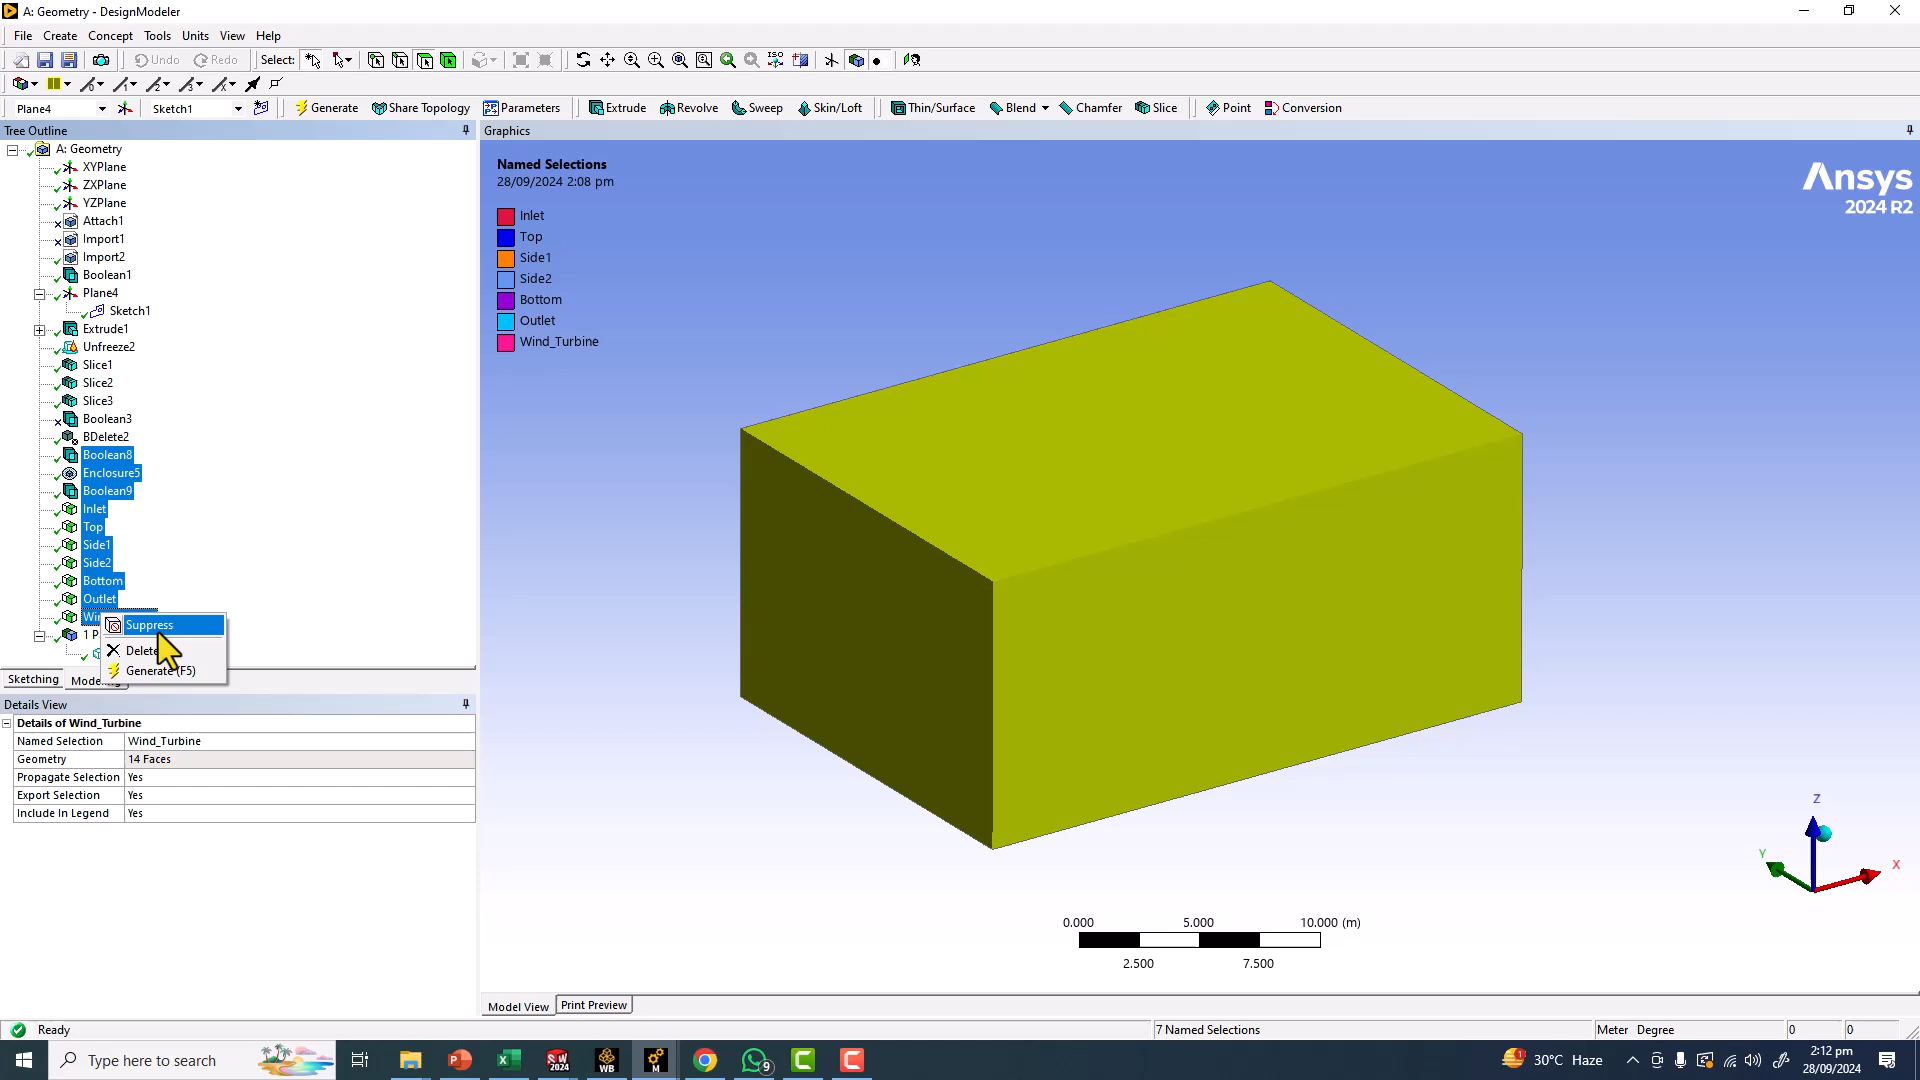 A: Geometry - DesignModeler
File Create Concept Tools Units View Help
Undo Redo Select:
Plane4 Sketch1 Generate Share Topology Parameters Extrude Revolve Sweep Skin/Loft Thin/Surface Blend Chamfer Slice Point Conversion
Tree Outline
Graphics
A: Geometry
XYPlane
ZXPlane
YZPlane
Attach1
Import1
Import2
Boolean1
Plane4
Sketch1
Extrude1
Unfreeze2
Slice1
Slice2
Slice3
Boolean3
BDelete2
Boolean8
Enclosure5
Boolean9
Inlet
Top
Side1
Side2
Bottom
Outlet
Suppress
Delete
Generate (F5)
Sketching
Details View
Details of Wind_Turbine
Named Selection Wind_Turbine
Geometry 14 Faces
Propagate Selection Yes
Export Selection Yes
Include In Legend Yes
Named Selections
28/09/2024 2:08 pm
Inlet
Top
Side1
Side2
Bottom
Outlet
Wind_Turbine
Ansys
2024 R2
Z
Y
X
0.000 5.000 10.000 (m)
2.500 7.500
Model View Print Preview
Ready 7 Named Selections Meter Degree 0 0
Type here to search
SW
2024
WB
M
9
1
30°C Haze
2:12 pm
28/09/2024